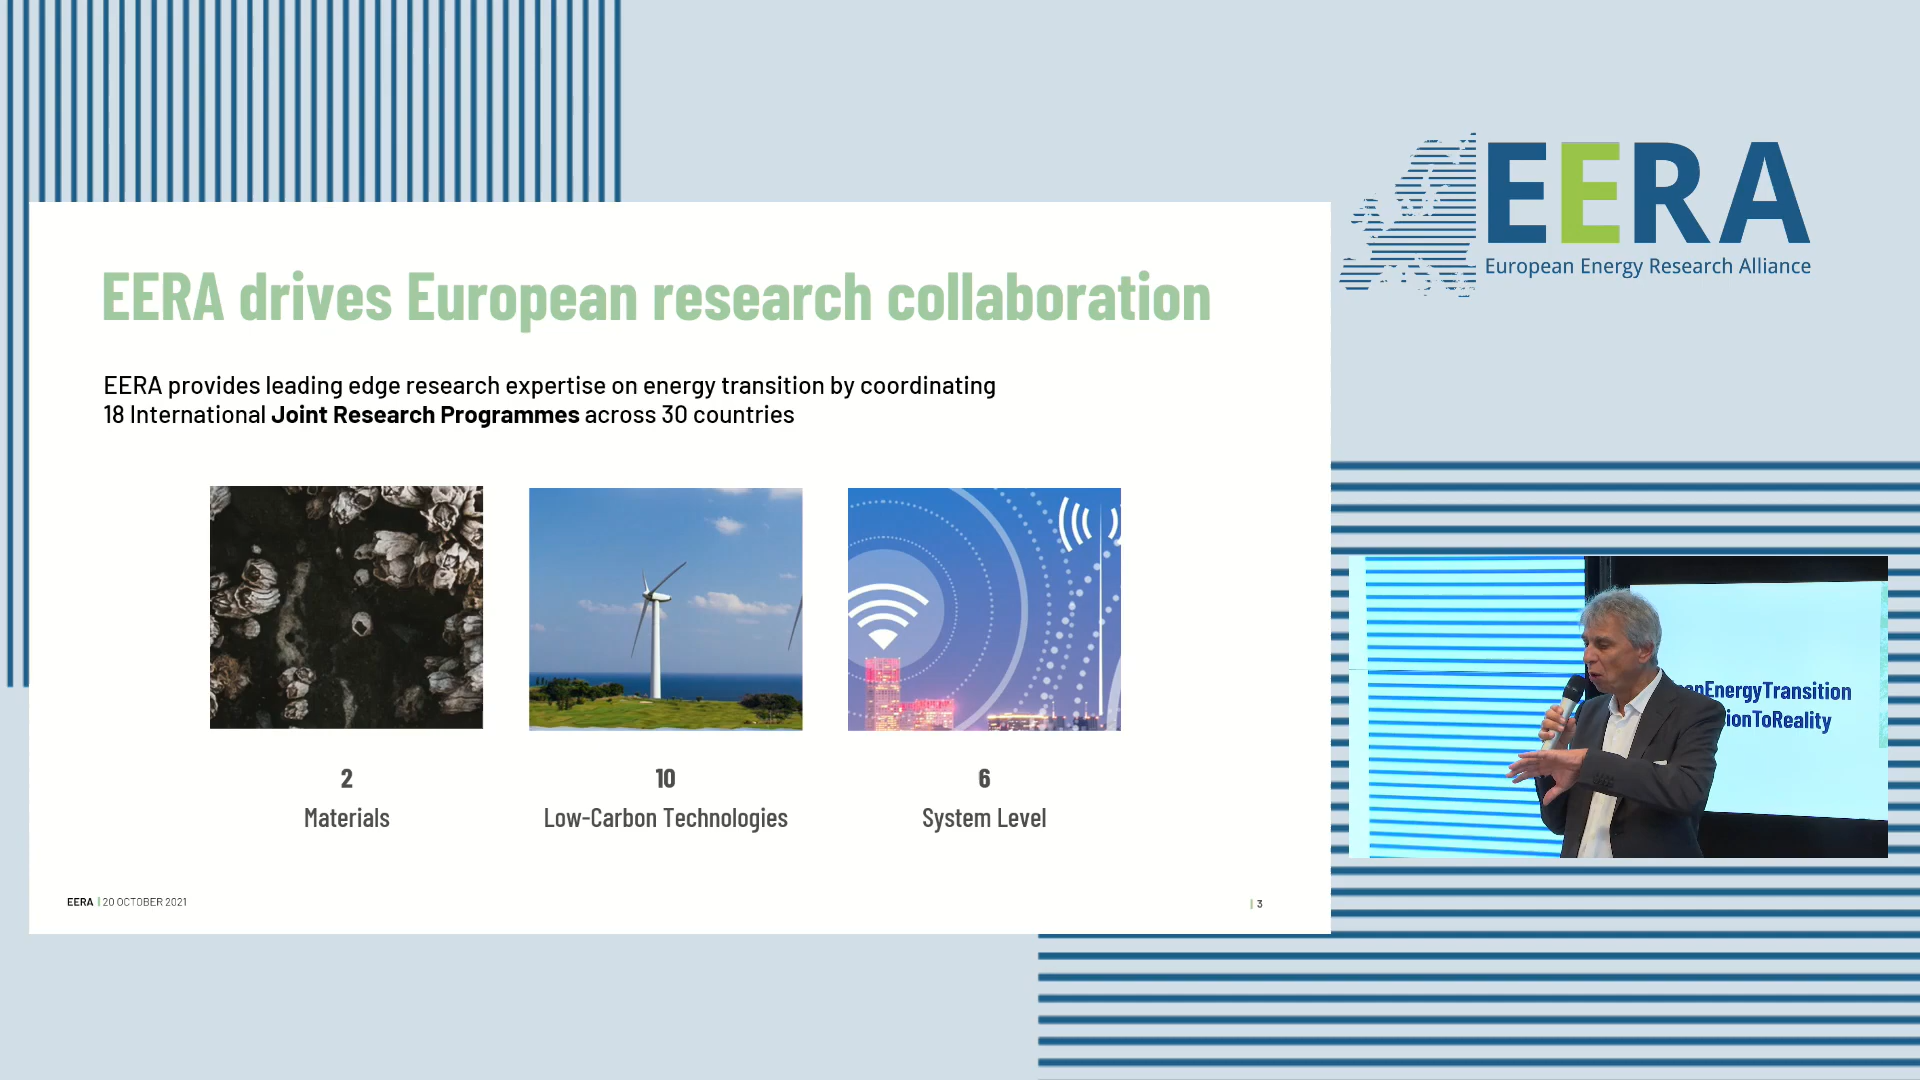 EERA
European Energy Research Alliance
EERA drives European research collaboration
EERA provides leading edge research expertise on energy transition by coordinating
18 International Joint Research Programmes across 30 countries
2
Materials
10
Low-Carbon Technologies
6
System Level
EnergyTransition
ToReality
EERA | 20 OCTOBER 2021
| 3